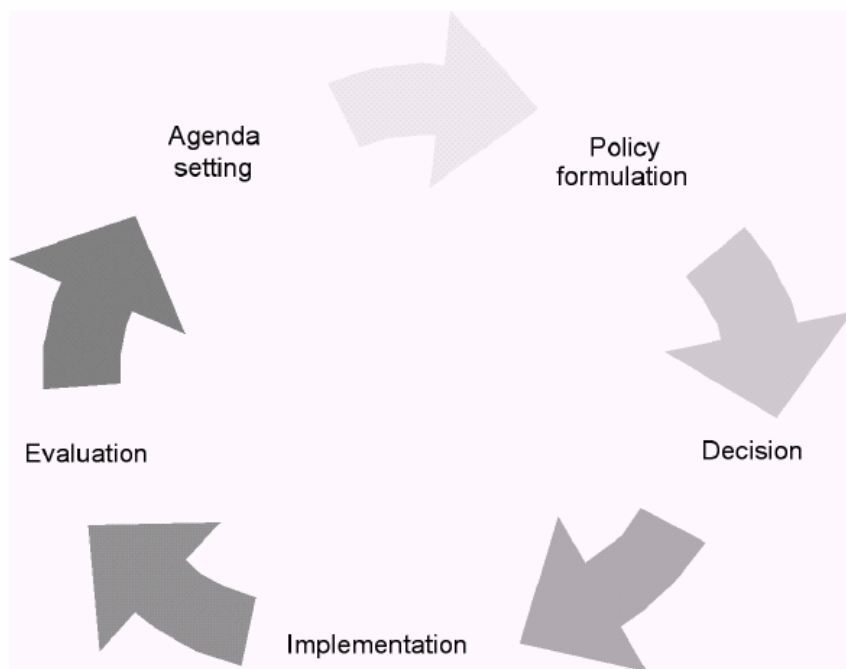 Agenda
setting
Policy
formulation
Decision
Implementation
Evaluation